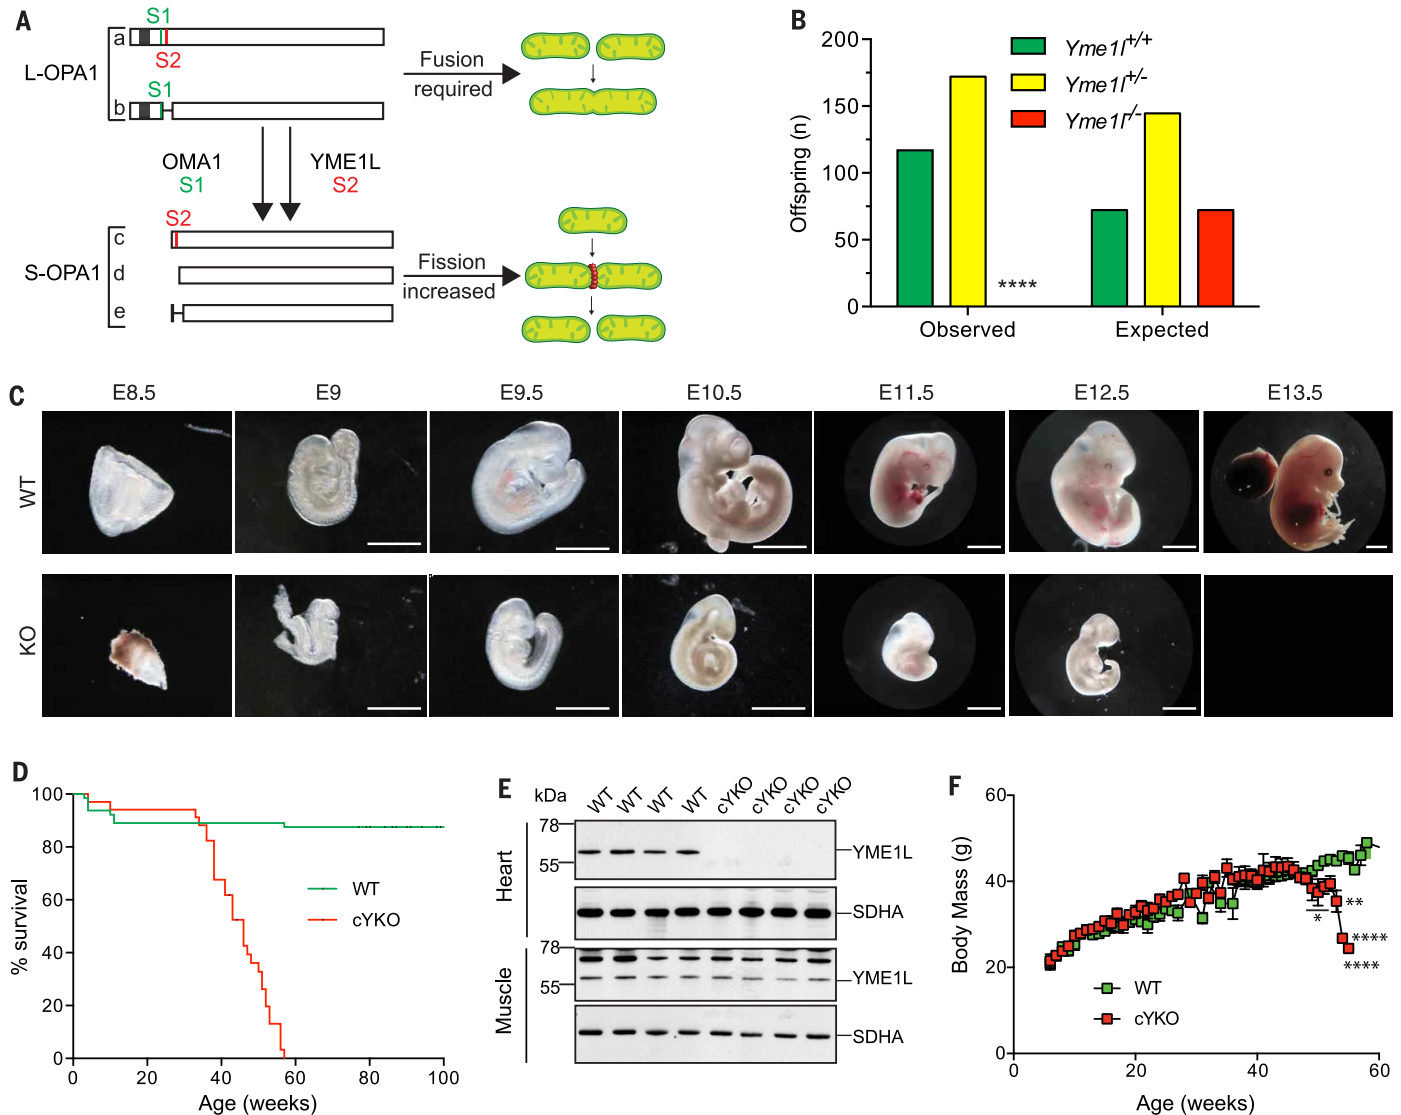 A
S1
a
S2
L-OPA1
S1
b
Fusion
required
OMA1
S1
YME1L
S2
S2
c
S-OPA1
d
e
Fission
increased
B
200
150
100
50
0
Offspring (n)
Yme1l+/+
Yme1l+/-
Yme1l-/-
****
Observed
Expected
C
E8.5
E9
E9.5
E10.5
E11.5
E12.5
E13.5
WT
KO
D
100
80
60
40
20
0
% survival
WT
cYKO
0
20
40
60
80
100
Age (weeks)
E
kDa
WT
WT
WT
WT
cYKO
cYKO
cYKO
cYKO
Heart
78
55
YME1L
SDHA
Muscle
78
55
YME1L
SDHA
F
60
40
20
0
Body Mass (g)
*
**
****
****
WT
cYKO
0
20
40
60
Age (weeks)